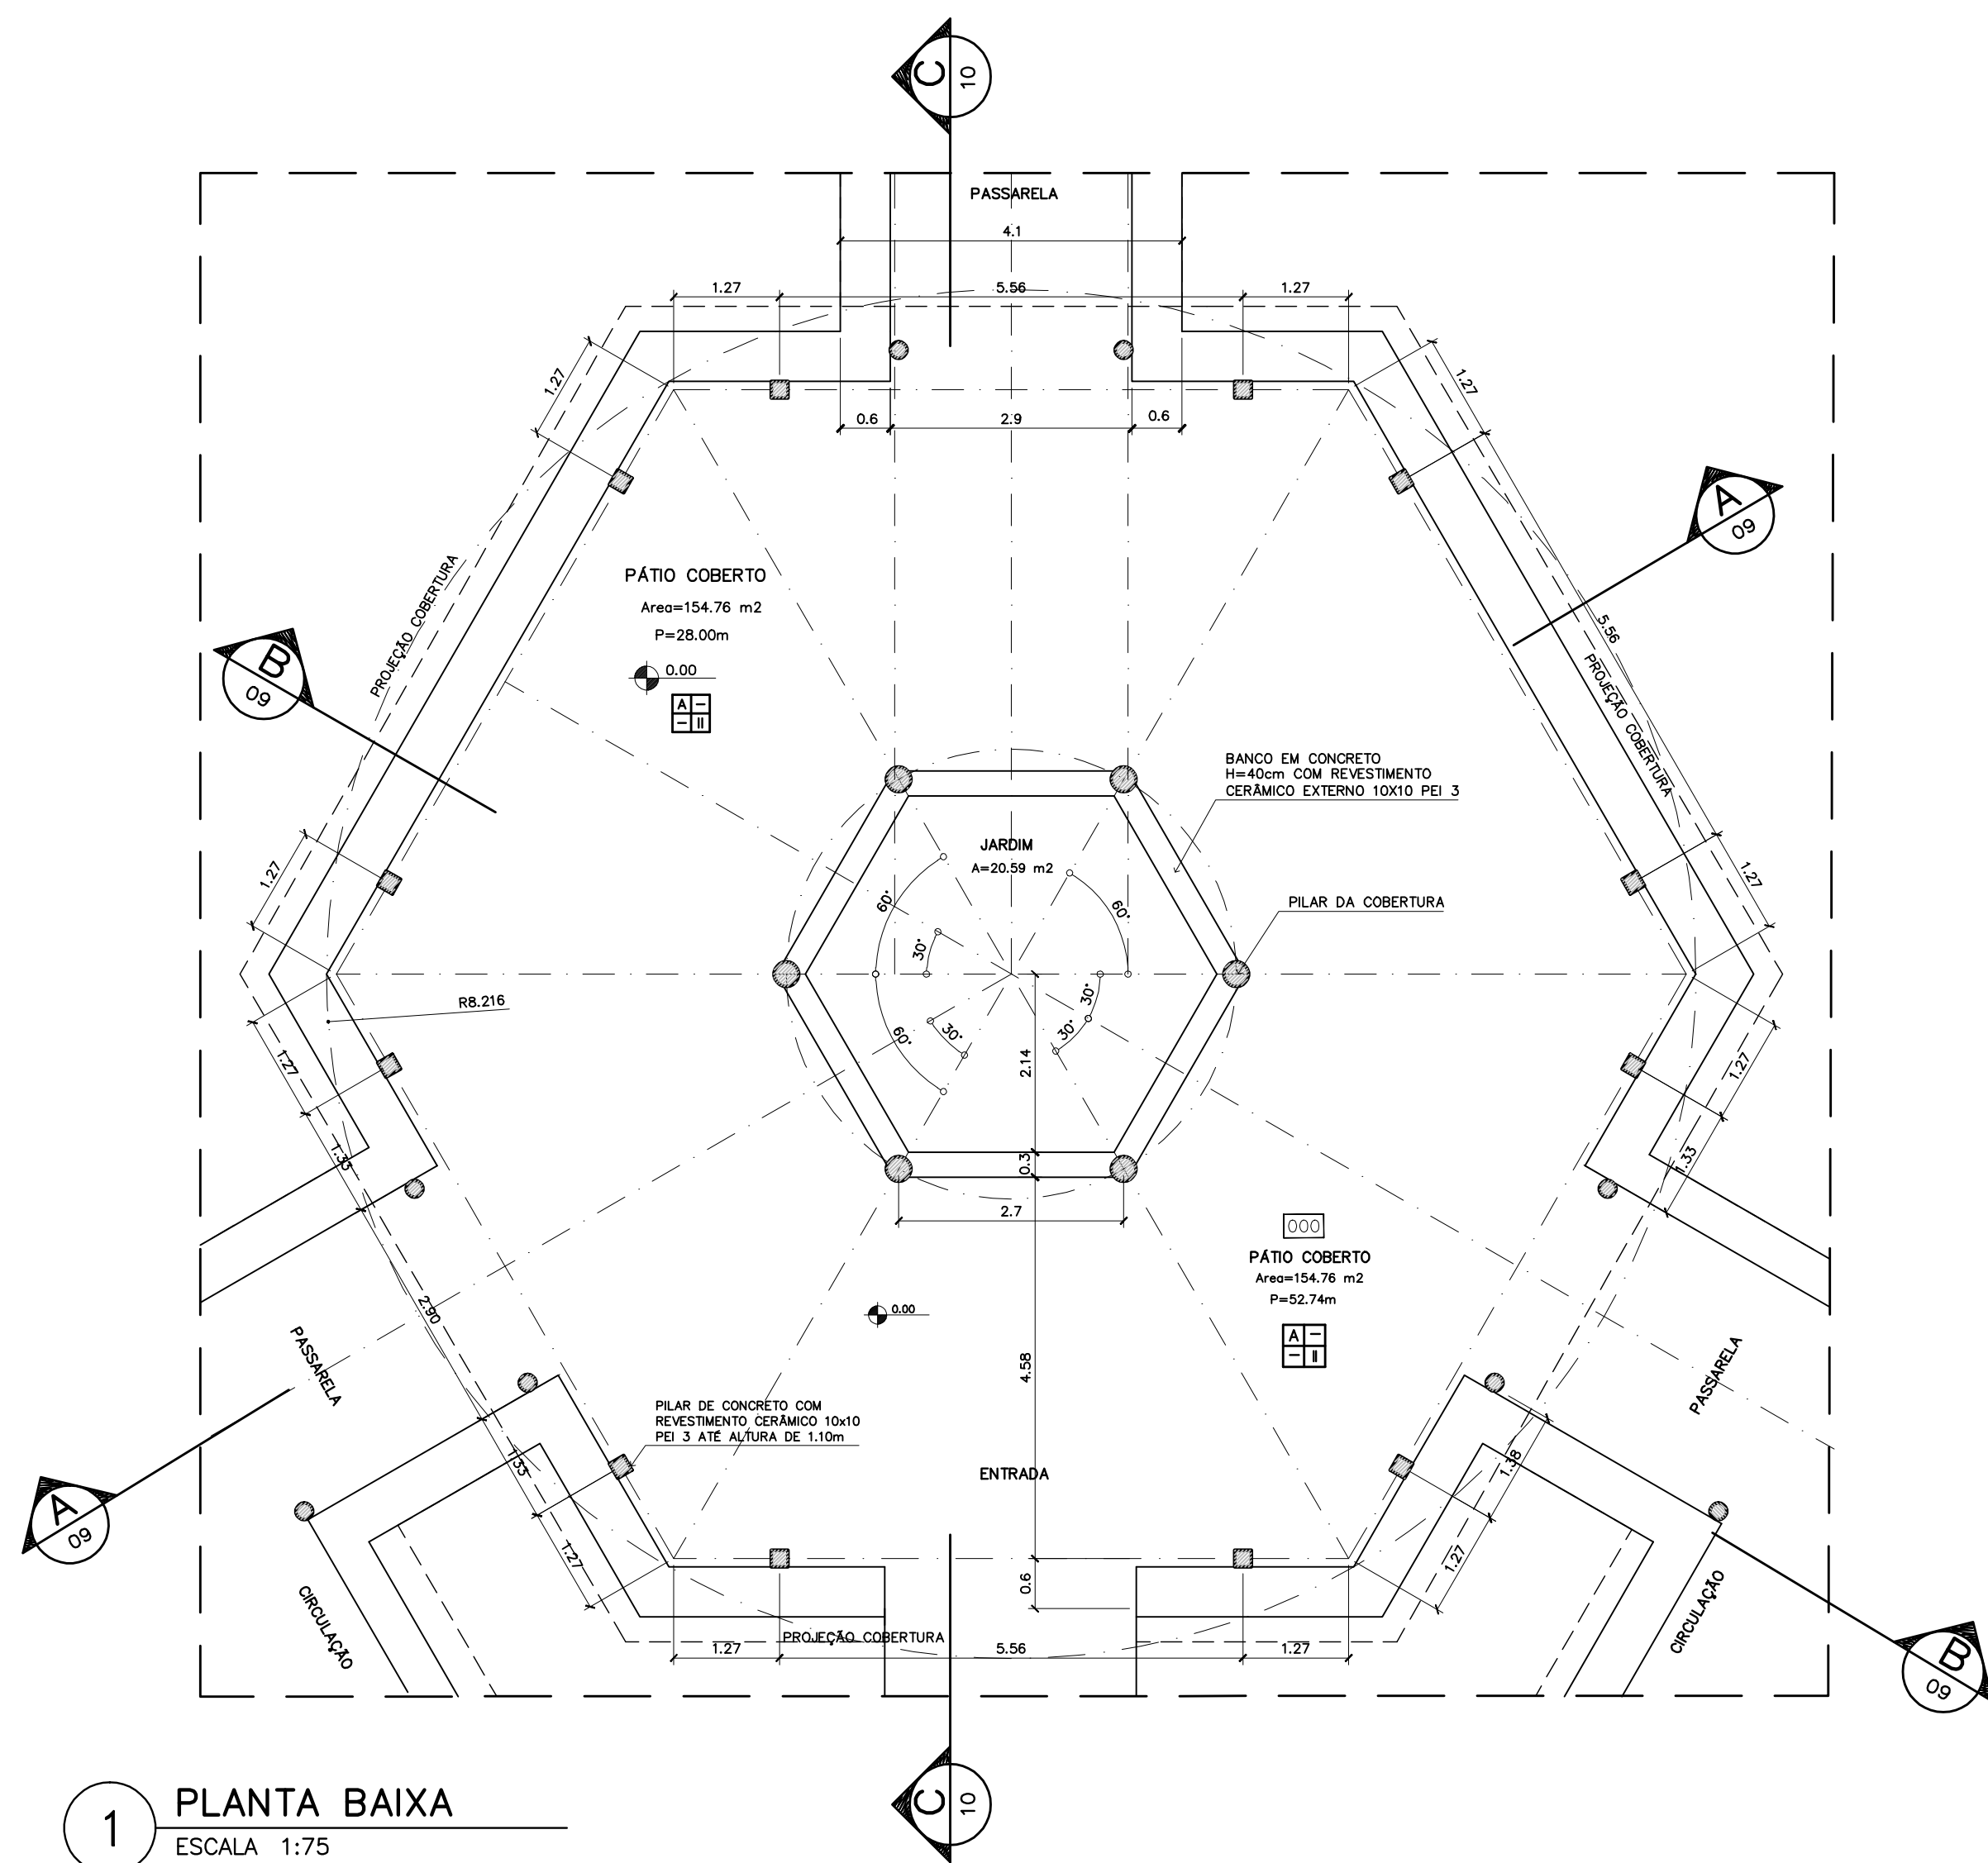 C
10
PASSARELA
4.1
1.27
5.56
1.27
1.27
1.27
0.6
2.9
0.6
A
09
PÁTIO COBERTO
Area=154.76 m2
P=28.00m
0.00
A –
– II
PROJEÇÃO COBERTURA
B
09
5.56
PROJEÇÃO COBERTURA
BANCO EM CONCRETO
H=40cm COM REVESTIMENTO
CERÂMICO EXTERNO 10X10 PEI 3
JARDIM
A=20.59 m2
1.27
1.27
60°
60°
PILAR DA COBERTURA
30°
30°
R8.216
60°
30°
30°
2.14
1.27
1.27
1.33
1.33
0.3
2.7
000
PÁTIO COBERTO
Area=154.76 m2
P=52.74m
A –
– II
2.90
0.00
PASSARELA
PASSARELA
4.58
PILAR DE CONCRETO COM
REVESTIMENTO CERÂMICO 10x10
PEI 3 ATÉ ALTURA DE 1.10m
ENTRADA
1.33
1.38
A
09
1.27
1.27
0.6
CIRCULAÇÃO
CIRCULAÇÃO
PROJEÇÃO COBERTURA
1.27
5.56
1.27
B
09
C
10
1
PLANTA BAIXA
ESCALA 1:75